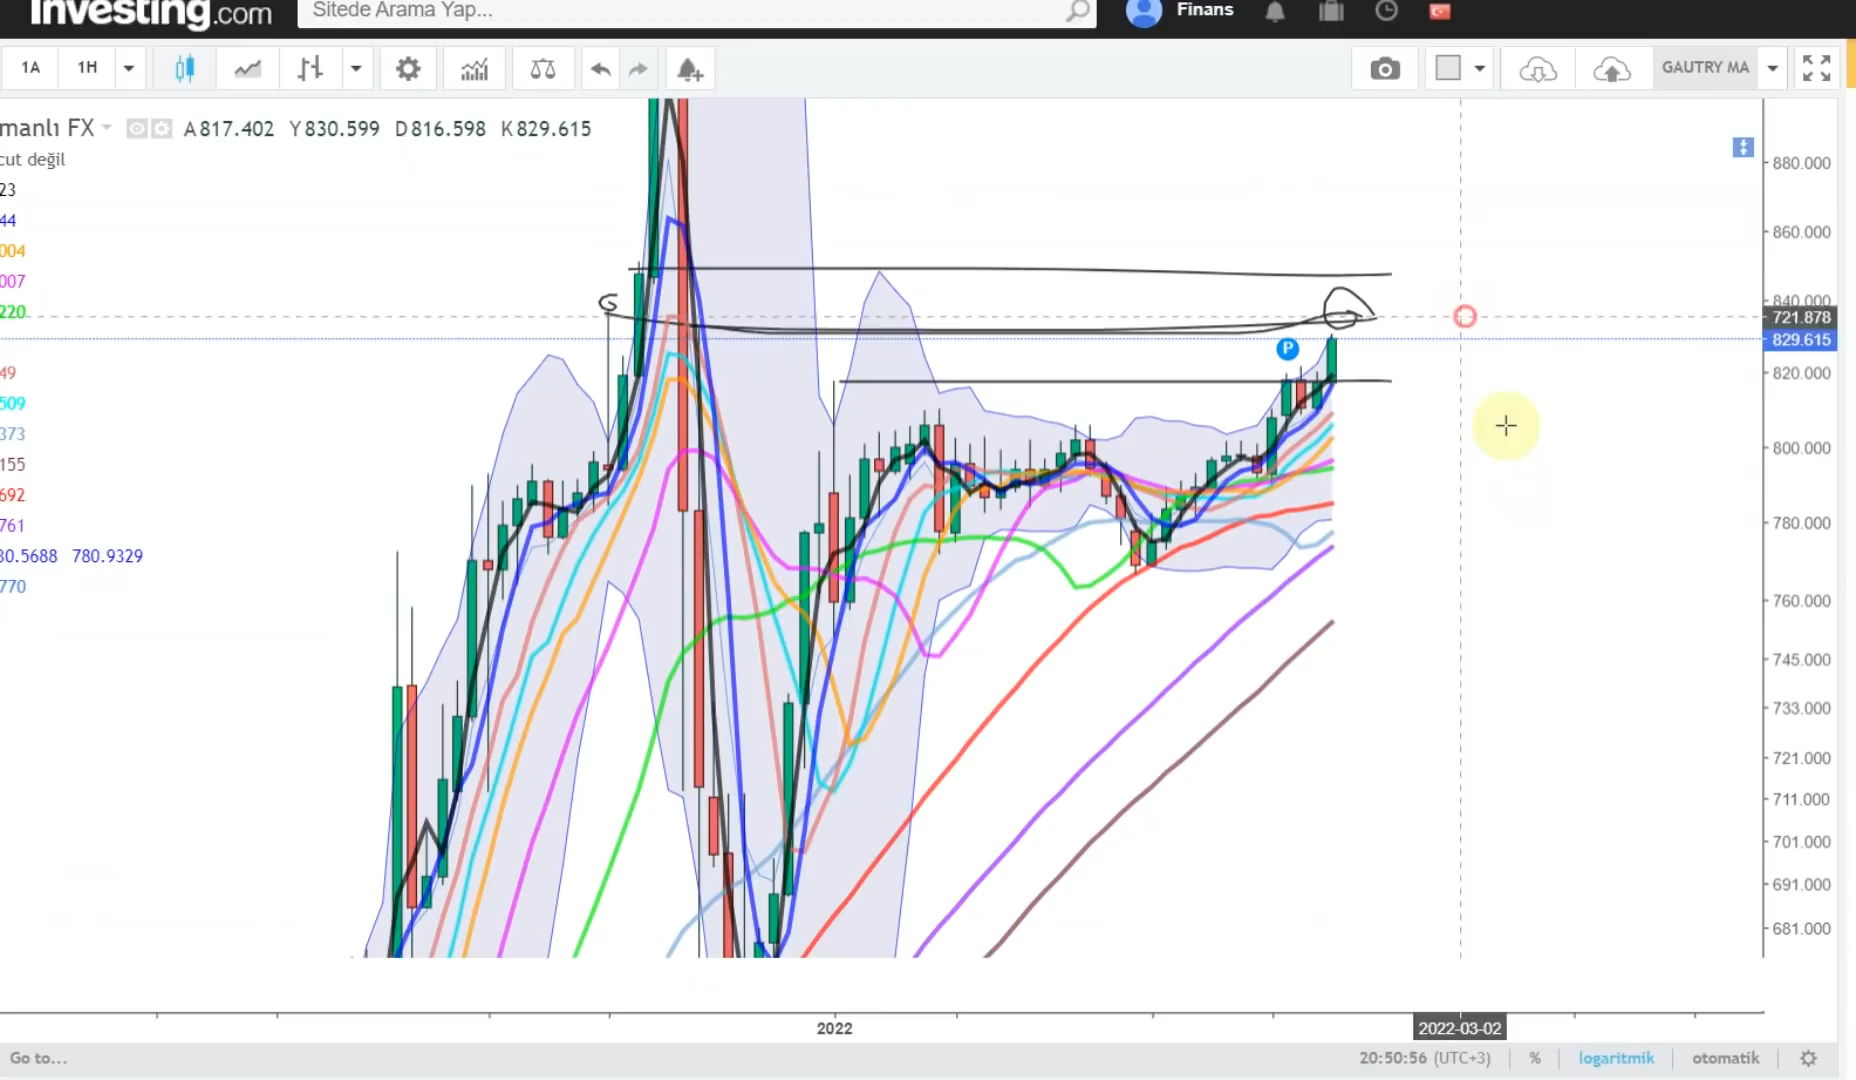 Investing.com
Sitede Arama Yap...
Finans
1A
1H
GAUTRY MA
manlı FX
A 817.402 Y 830.599 D 816.598 K 829.615
cut değil
23
44
004
007
220
49
509
373
155
692
761
30.5688 780.9329
770
G
P
880.000
860.000
840.000
721.878
829.615
820.000
800.000
780.000
760.000
745.000
733.000
721.000
711.000
701.000
691.000
681.000
2022
2022-03-02
Go to...
20:50:56 (UTC+3)
%
logaritmik
otomatik